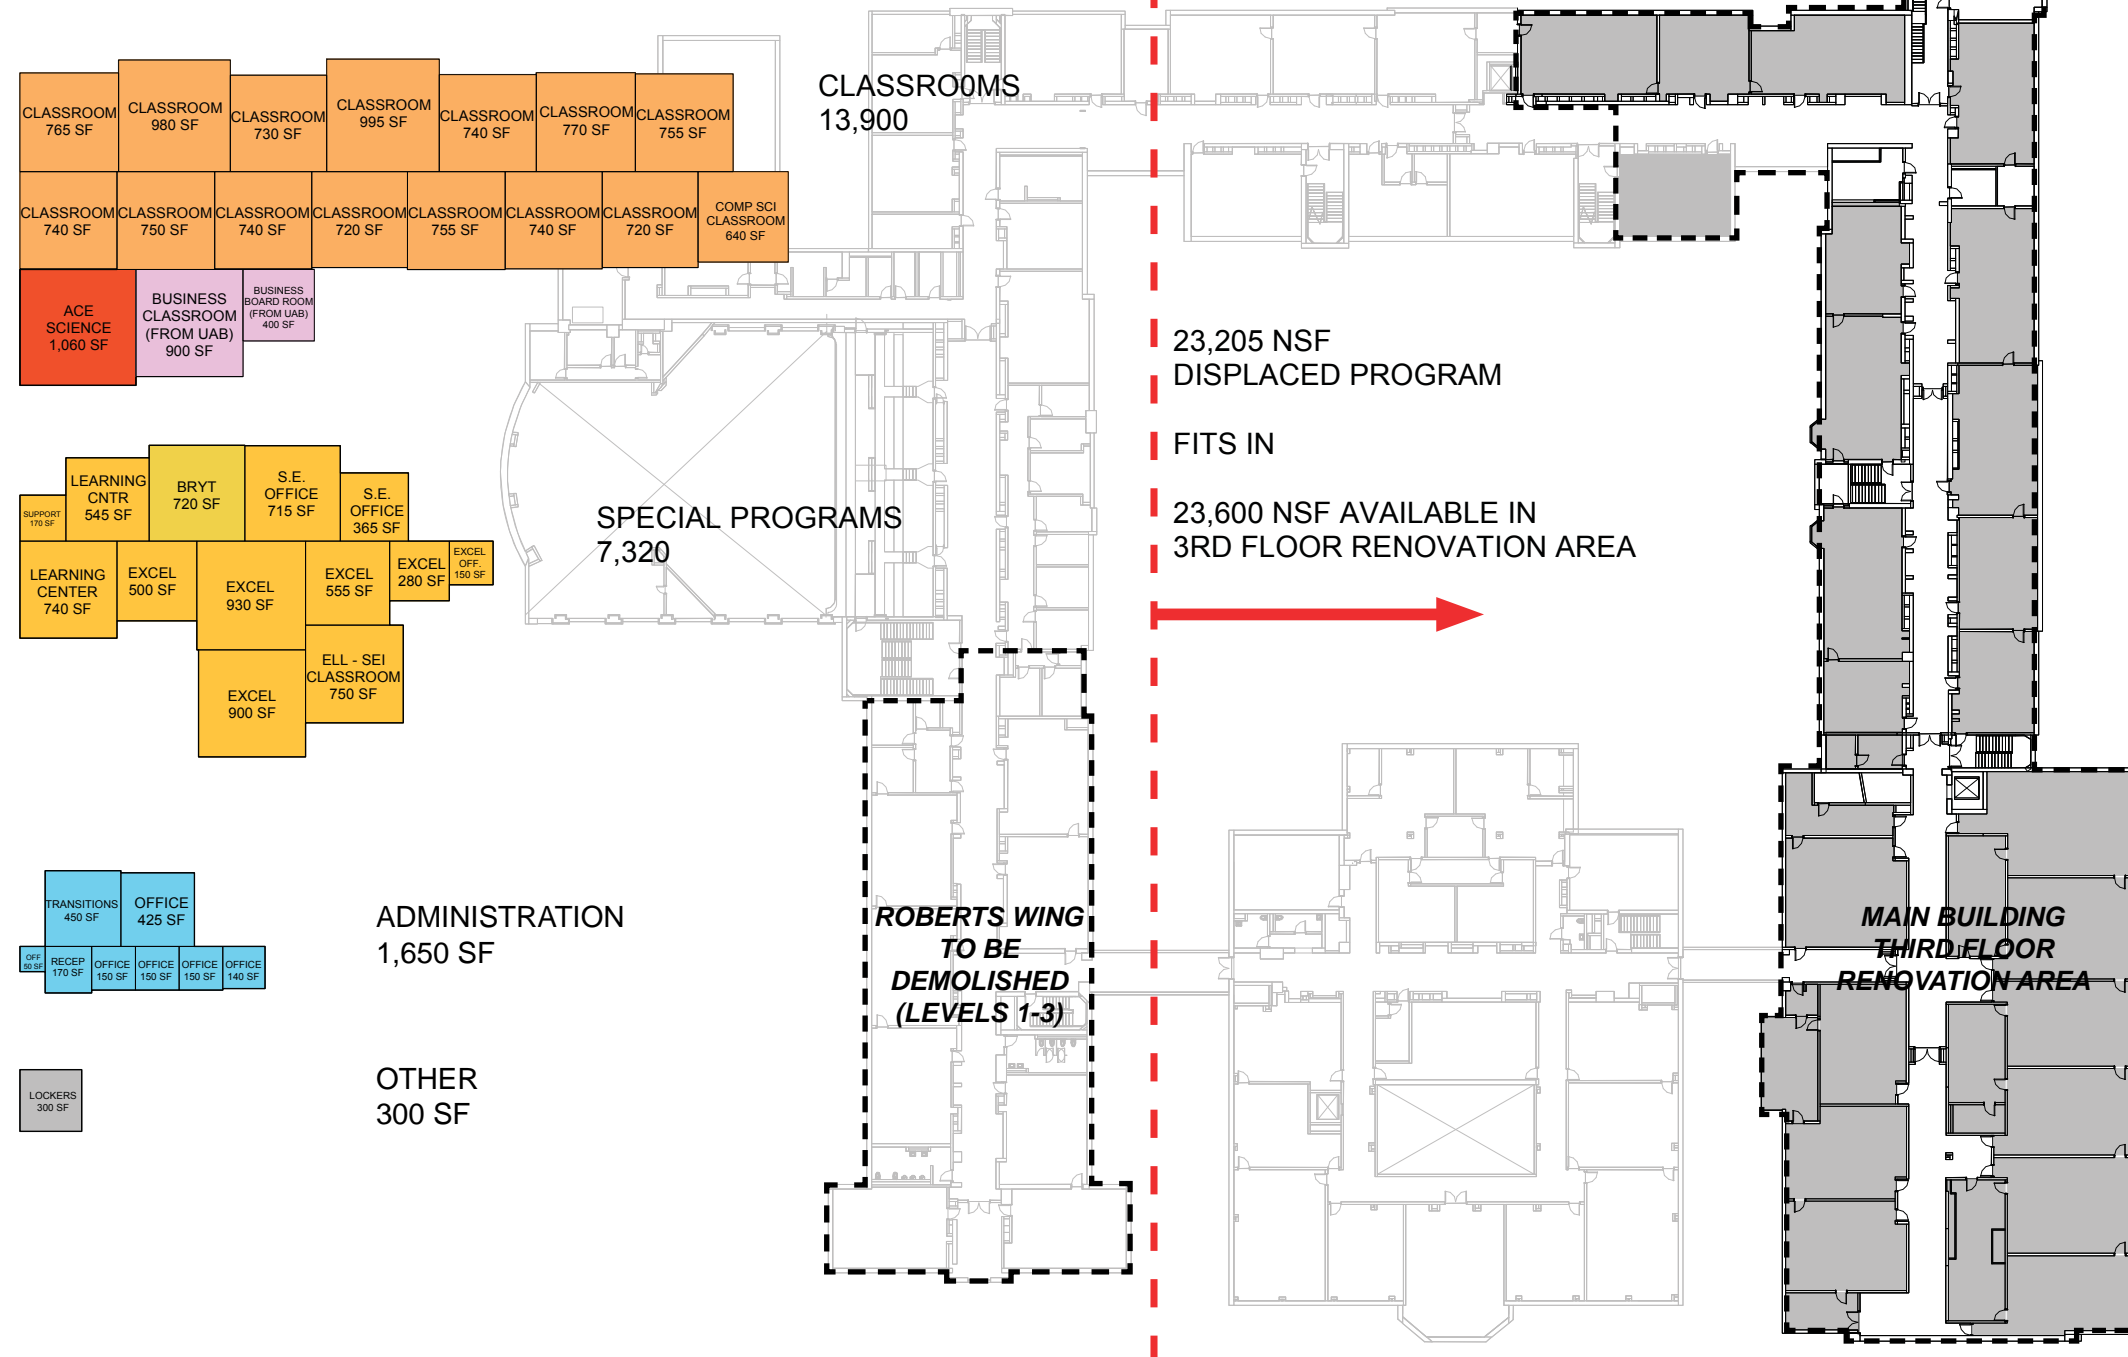 CLASSROOM
765 SF
CLASSROOM
980 SF
CLASSROOM
730 SF
CLASSROOM
995 SF
CLASSROOM
740 SF
CLASSROOM
770 SF
CLASSROOM
755 SF
CLASSRO0MS
13,900
CLASSROOM
740 SF
CLASSROOM
750 SF
CLASSROOM
740 SF
CLASSROOM
720 SF
CLASSROOM
755 SF
CLASSROOM
740 SF
CLASSROOM
720 SF
COMP SCI
CLASSROOM
640 SF
ACE
SCIENCE
1,060 SF
BUSINESS
CLASSROOM
(FROM UAB)
900 SF
BUSINESS
BOARD ROOM
(FROM UAB)
400 SF
SUPPORT
170 SF
LEARNING
CNTR
545 SF
BRYT
720 SF
S.E.
OFFICE
715 SF
S.E.
OFFICE
365 SF
LEARNING
CENTER
740 SF
EXCEL
500 SF
EXCEL
930 SF
EXCEL
555 SF
EXCEL
280 SF
EXCEL
OFF.
150 SF
EXCEL
900 SF
ELL - SEI
CLASSROOM
750 SF
SPECIAL PROGRAMS
7,320
23,205 NSF
DISPLACED PROGRAM
FITS IN
23,600 NSF AVAILABLE IN
3RD FLOOR RENOVATION AREA
TRANSITIONS
450 SF
OFFICE
425 SF
OFF
50 SF
RECEP
170 SF
OFFICE
150 SF
OFFICE
150 SF
OFFICE
150 SF
OFFICE
140 SF
ADMINISTRATION
1,650 SF
LOCKERS
300 SF
OTHER
300 SF
ROBERTS WING
TO BE
DEMOLISHED
(LEVELS 1-3)
MAIN BUILDING
THIRD FLOOR
RENOVATION AREA